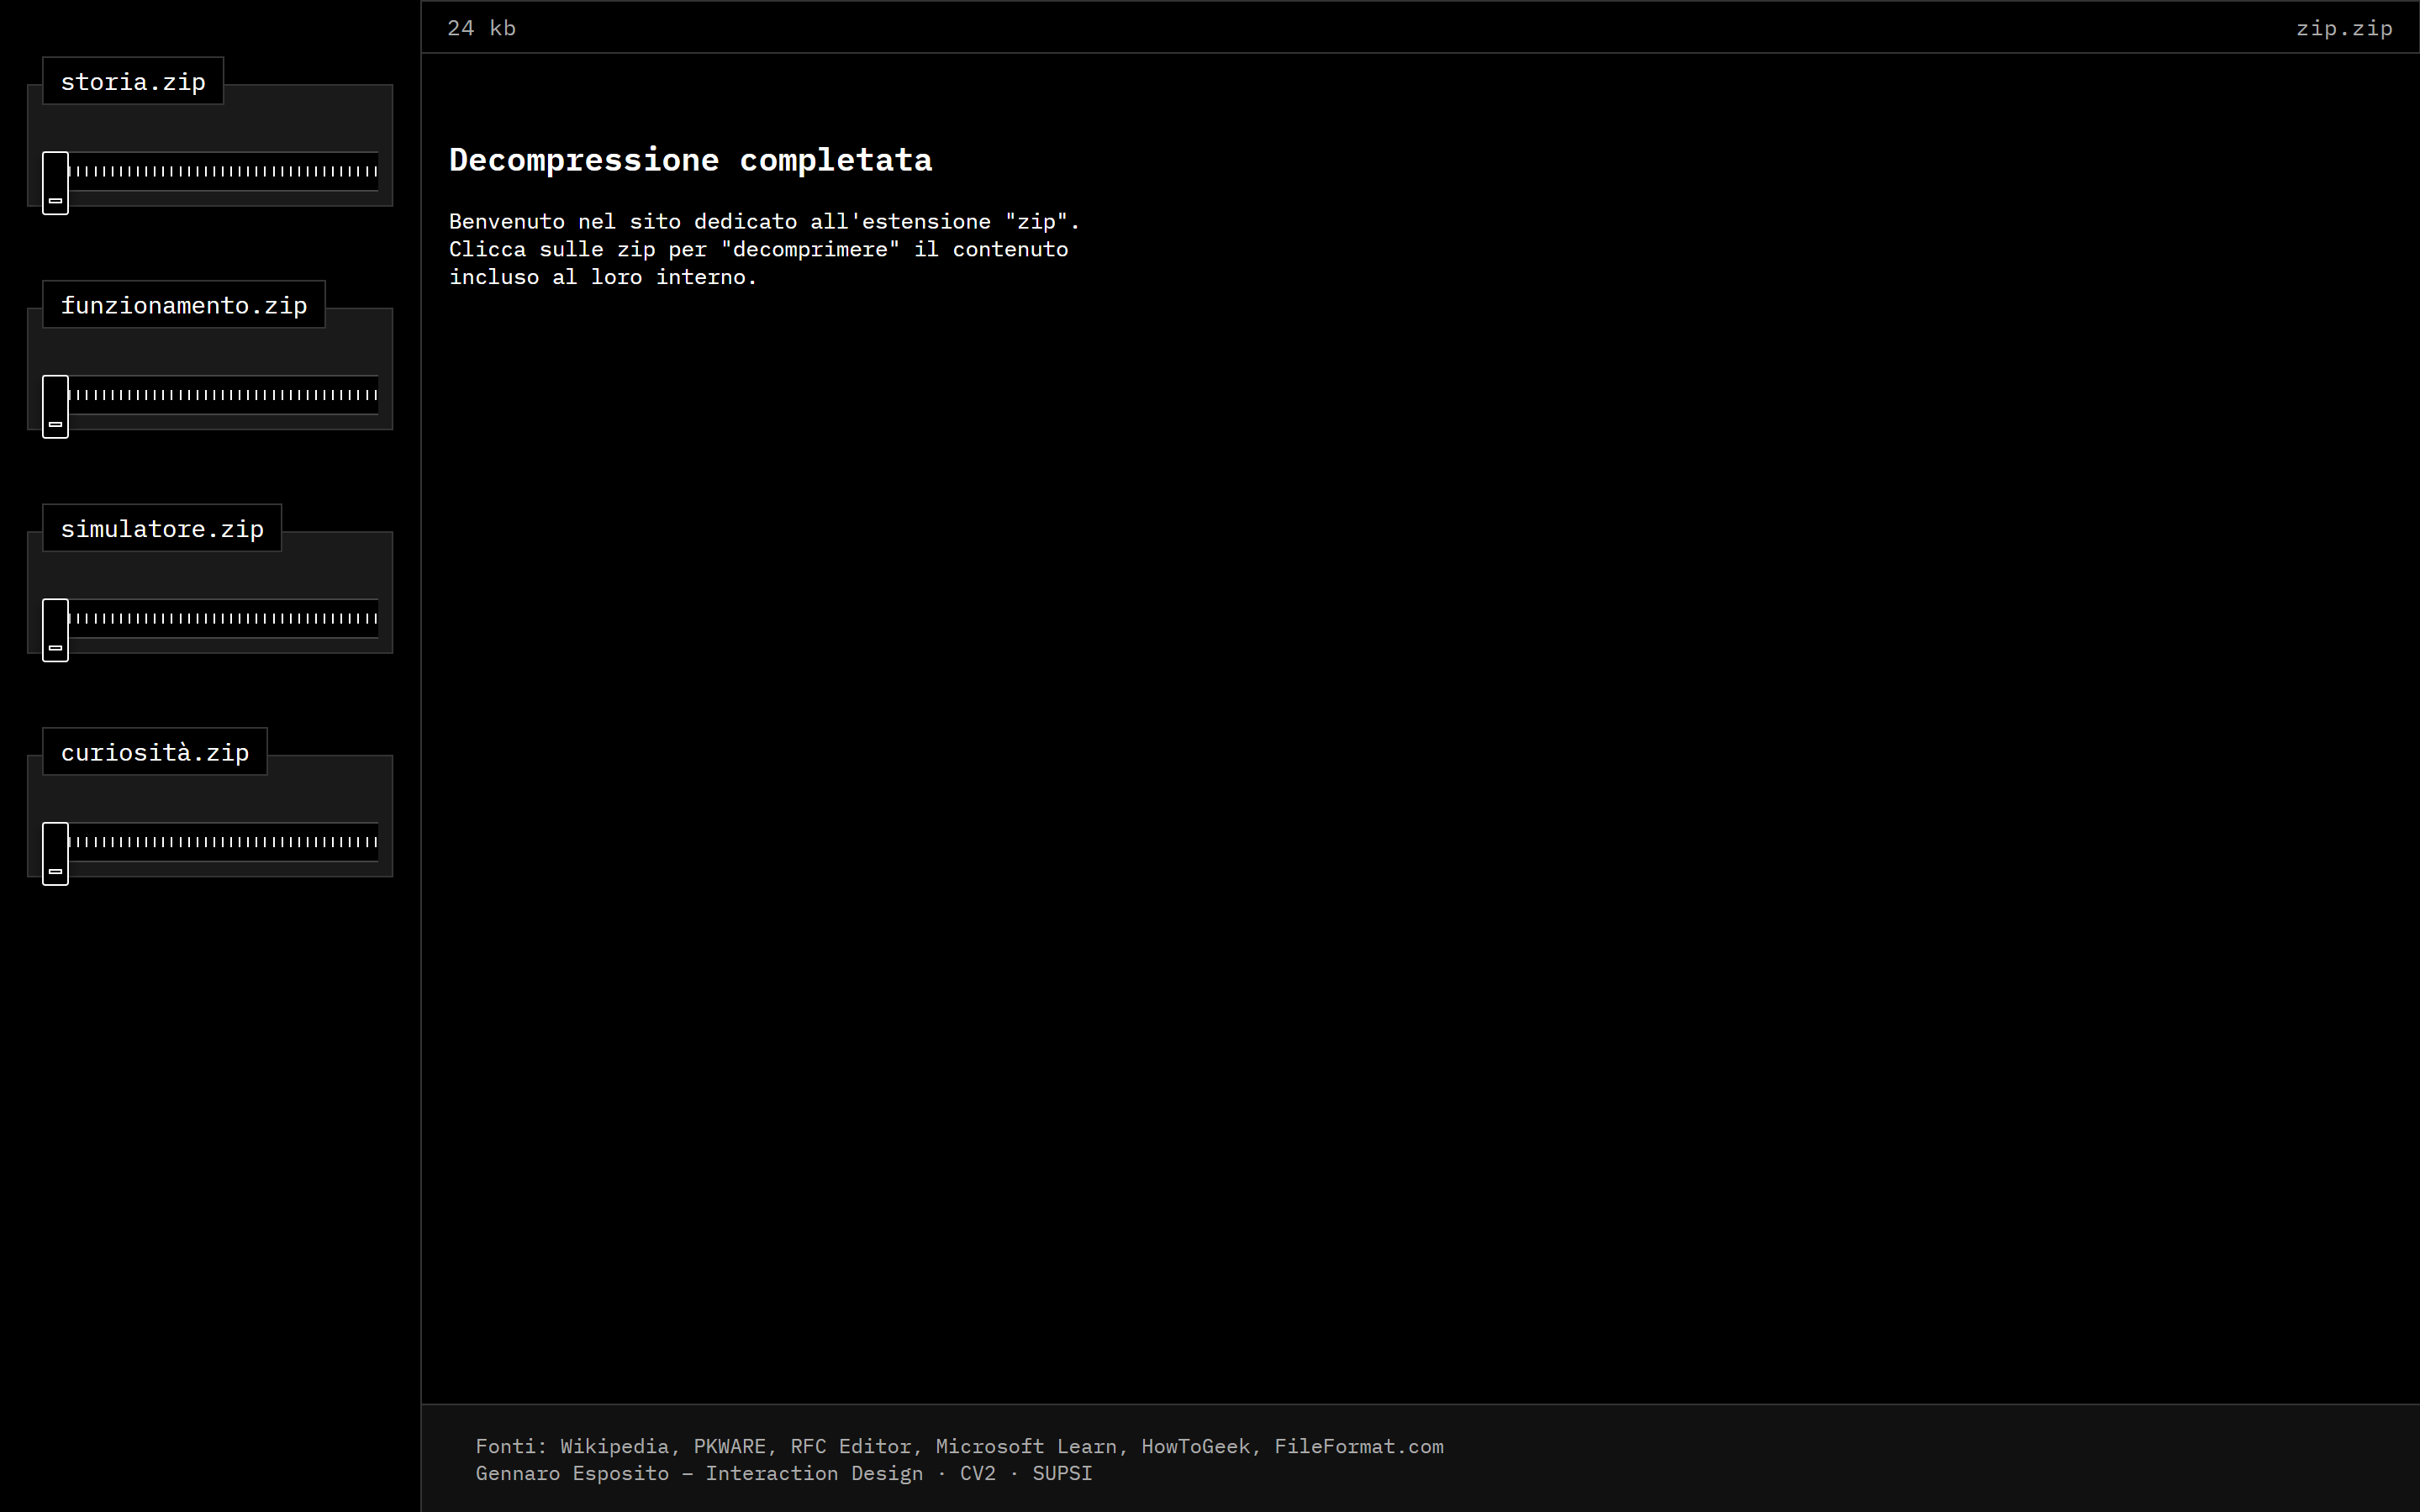 storia.zip
funzionamento.zip
simulatore.zip
curiosità.zip
24 kb
zip.zip
Decompressione completata
Benvenuto nel sito dedicato all'estensione "zip".
Clicca sulle zip per "decomprimere" il contenuto
incluso al loro interno.
Fonti: Wikipedia, PKWARE, RFC Editor, Microsoft Learn, HowToGeek, FileFormat.com
Gennaro Esposito – Interaction Design · CV2 · SUPSI